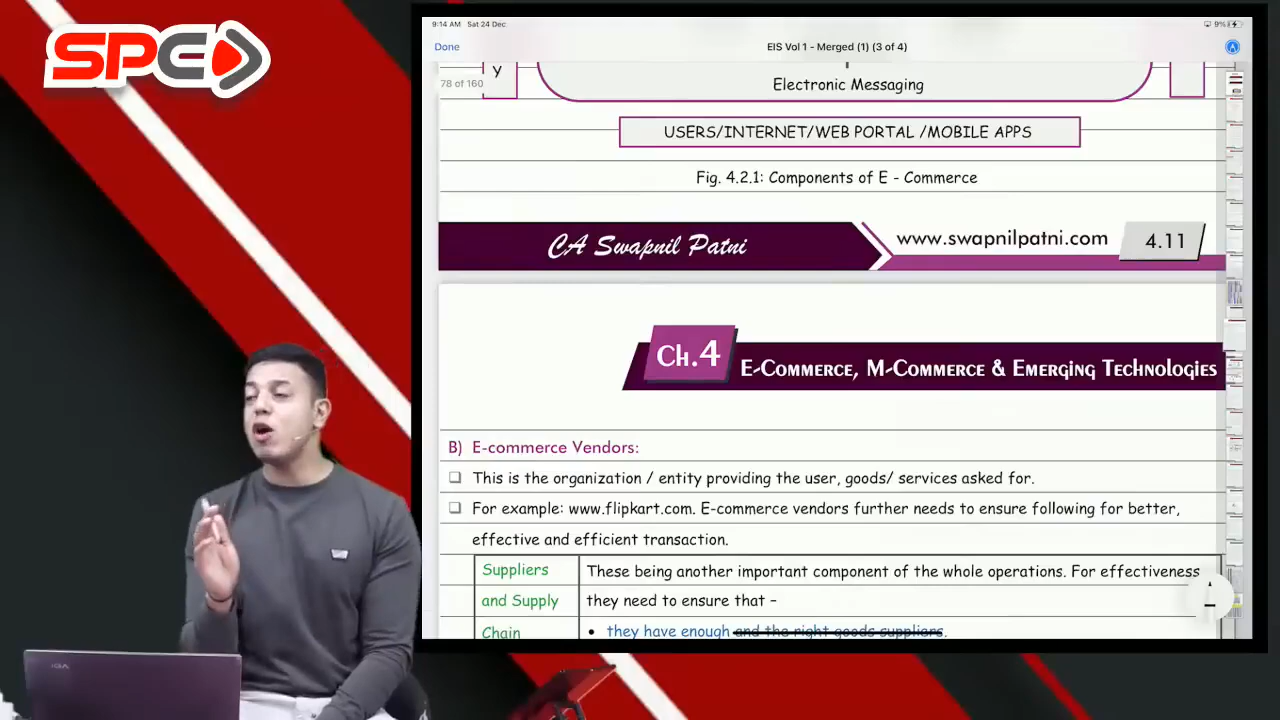 SPC
9:14 AM Sat 24 Dec
9%
Done
EIS Vol 1 - Merged (1) (3 of 4)
78 of 160
Y
Electronic Messaging
USERS/INTERNET/WEB PORTAL /MOBILE APPS
Fig. 4.2.1: Components of E - Commerce
CA Swapnil Patni
www.swapnilpatni.com
4.11
Ch.4
E-Commerce, M-Commerce & Emerging Technologies
B) E-commerce Vendors:
❑ This is the organization / entity providing the user, goods/ services asked for.
❑ For example: www.flipkart.com. E-commerce vendors further needs to ensure following for better,
effective and efficient transaction.
Suppliers
and Supply
Chain
These being another important component of the whole operations. For effectiveness
they need to ensure that –
• they have enough and the right goods suppliers.